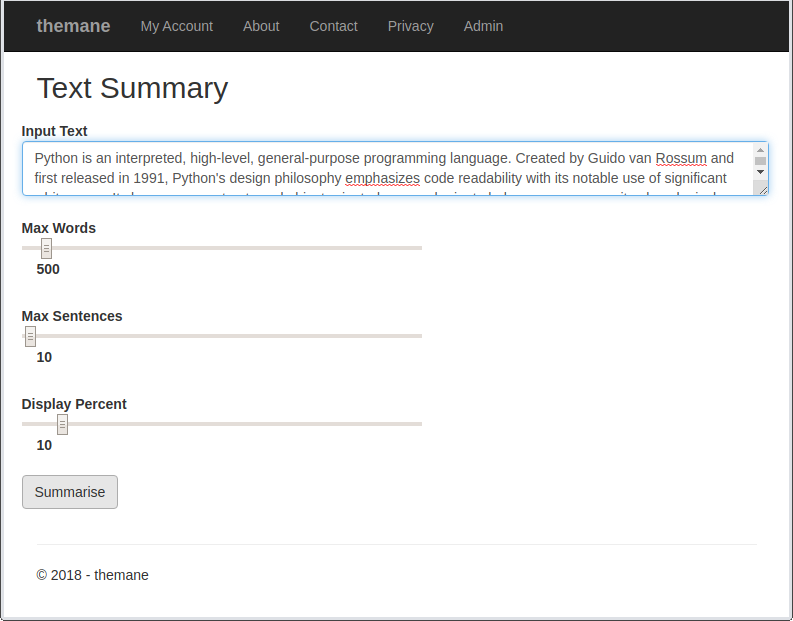 themane My Account About Contact Privacy Admin
Text Summary
Input Text
Python is an interpreted, high-level, general-purpose programming language. Created by Guido van Rossum and
first released in 1991, Python's design philosophy emphasizes code readability with its notable use of significant
Max Words
500
Max Sentences
10
Display Percent
10
Summarise
© 2018 - themane